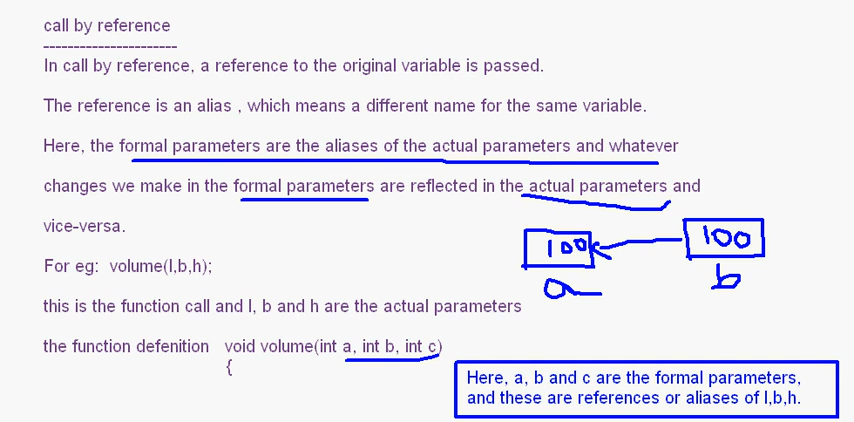 call by reference
----------------------
In call by reference, a reference to the original variable is passed.
The reference is an alias , which means a different name for the same variable.
Here, the formal parameters are the aliases of the actual parameters and whatever
changes we make in the formal parameters are reflected in the actual parameters and
vice-versa.
100 100
For eg: volume(l,b,h);
a b
this is the function call and l, b and h are the actual parameters
the function defenition void volume(int a, int b, int c)
{
Here, a, b and c are the formal parameters,
and these are references or aliases of l,b,h.